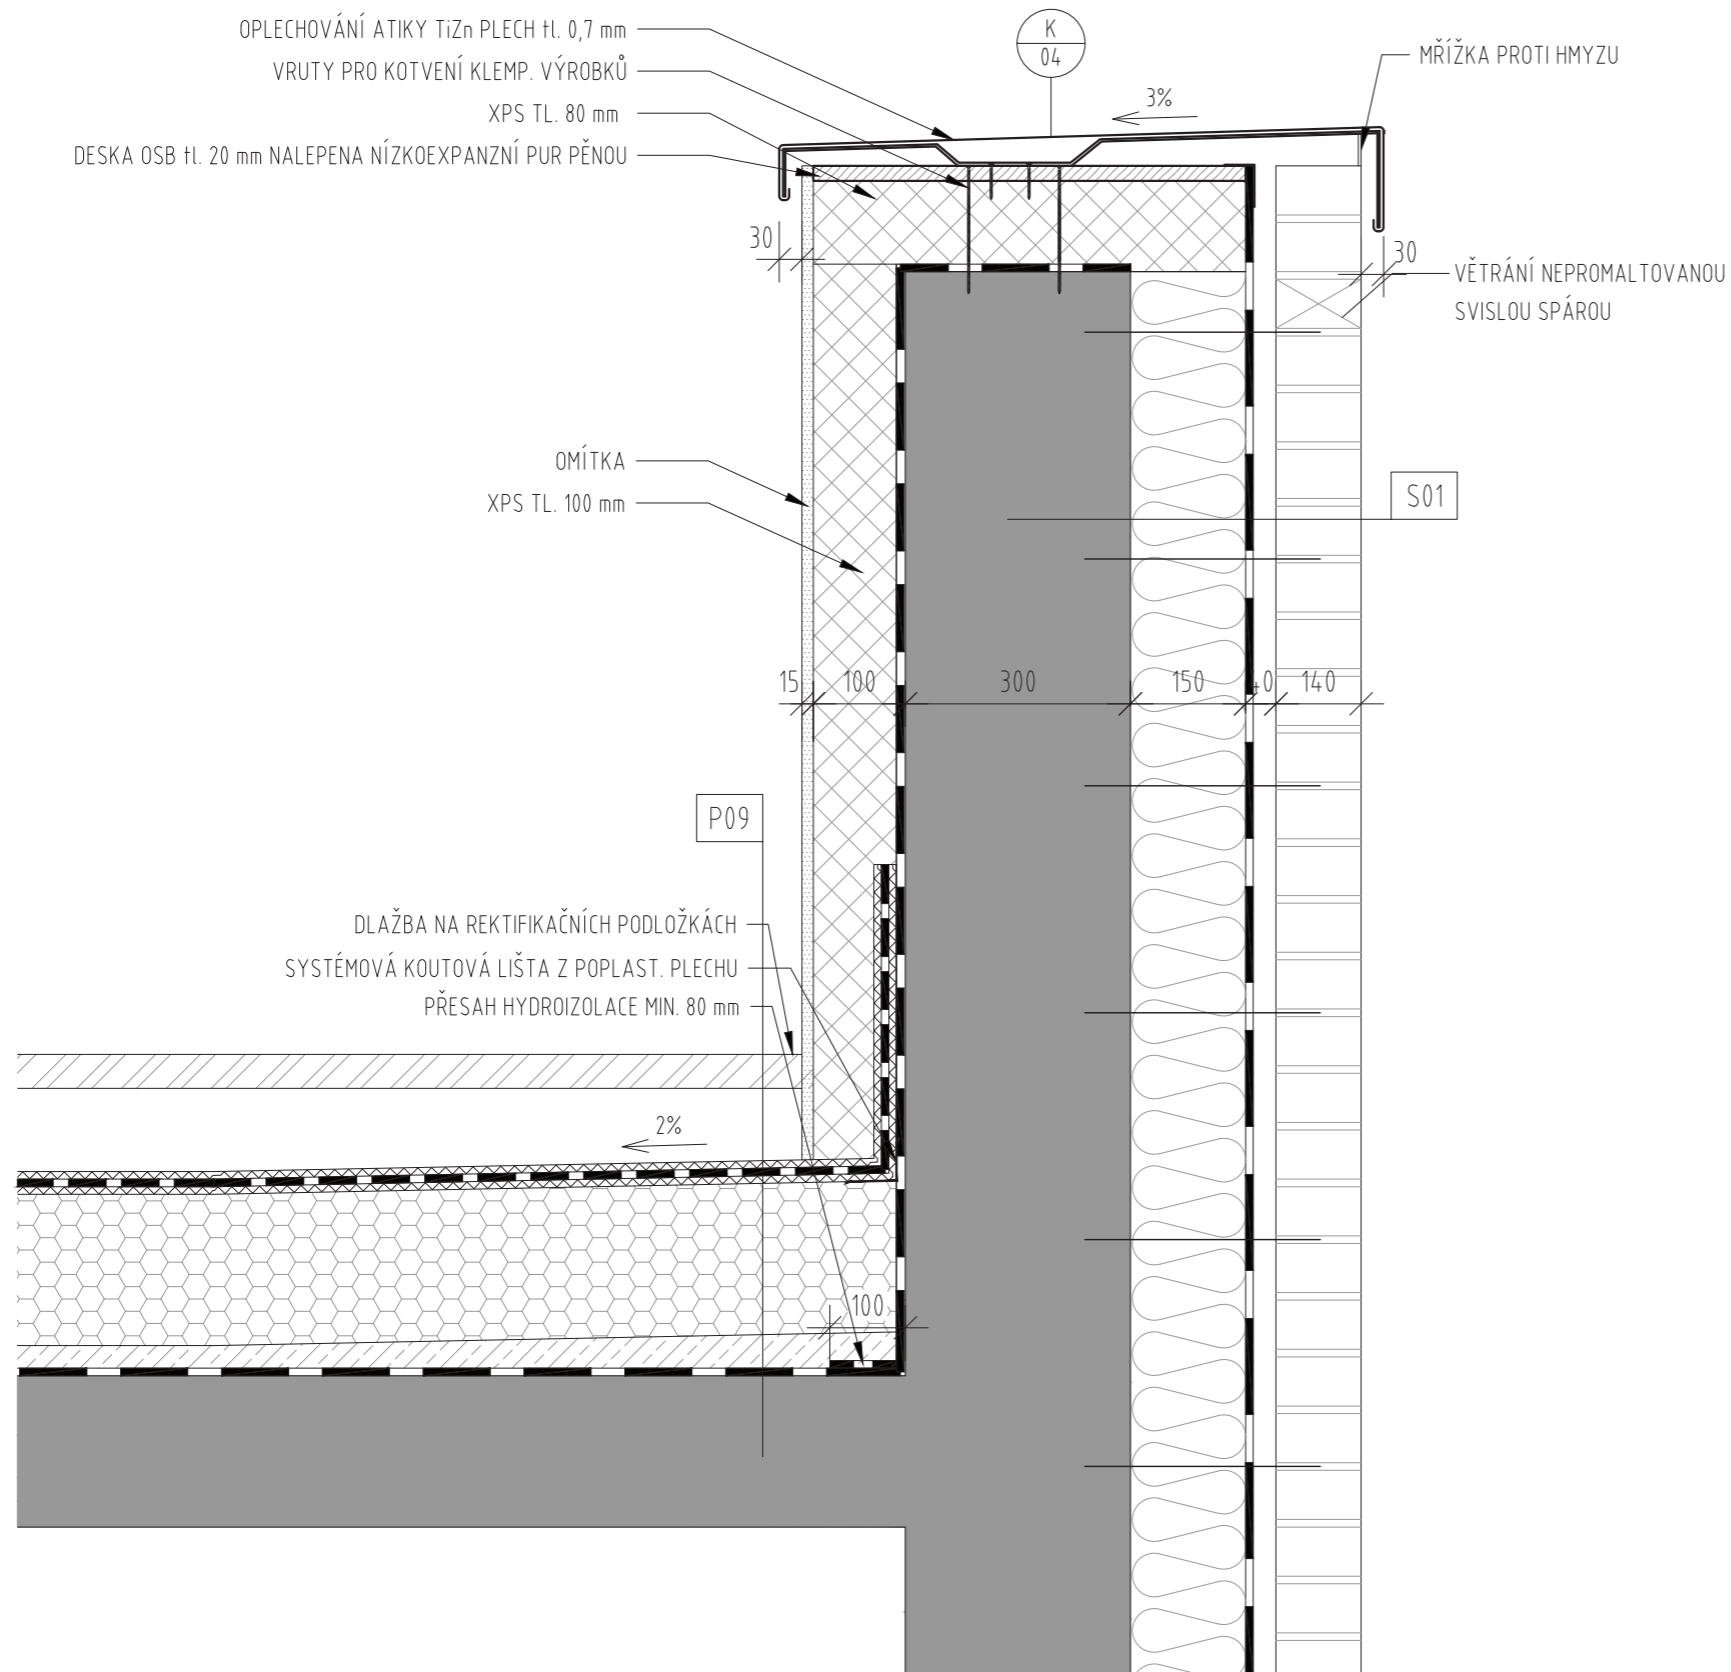 OPLECHOVÁNÍ ATIKY TiZn PLECH tl. 0,7 mm
VRUTY PRO KOTVENÍ KLEMP. VÝROBKŮ
XPS TL. 80 mm
DESKA OSB tl. 20 mm NALEPENA NÍZKOEXPANZNÍ PUR PĚNOU
K
04
MŘÍŽKA PROTI HMYZU
3%
30
30
VĚTRÁNÍ NEPROMALTOVANOU
SVISLOU SPÁROU
OMÍTKA
XPS TL. 100 mm
S01
15 100 300 150 40 140
P09
DLAŽBA NA REKTIFIKAČNÍCH PODLOŽKÁCH
SYSTÉMOVÁ KOUTOVÁ LIŠTA Z POPLAST. PLECHU
PŘESAH HYDROIZOLACE MIN. 80 mm
2%
100